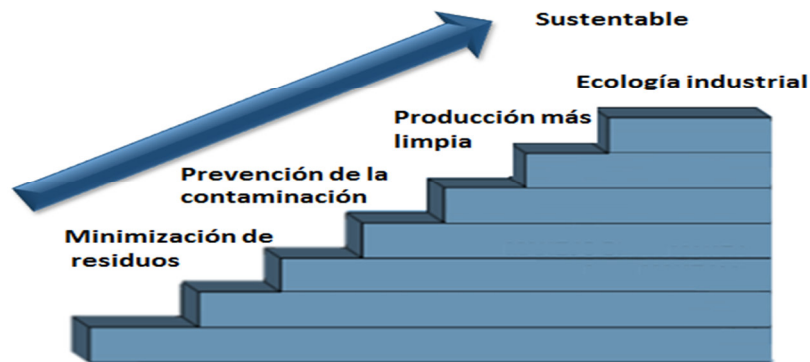 Sustentable
Ecología industrial
Producción más
limpia
Prevención de la
contaminación
Minimización de
residuos